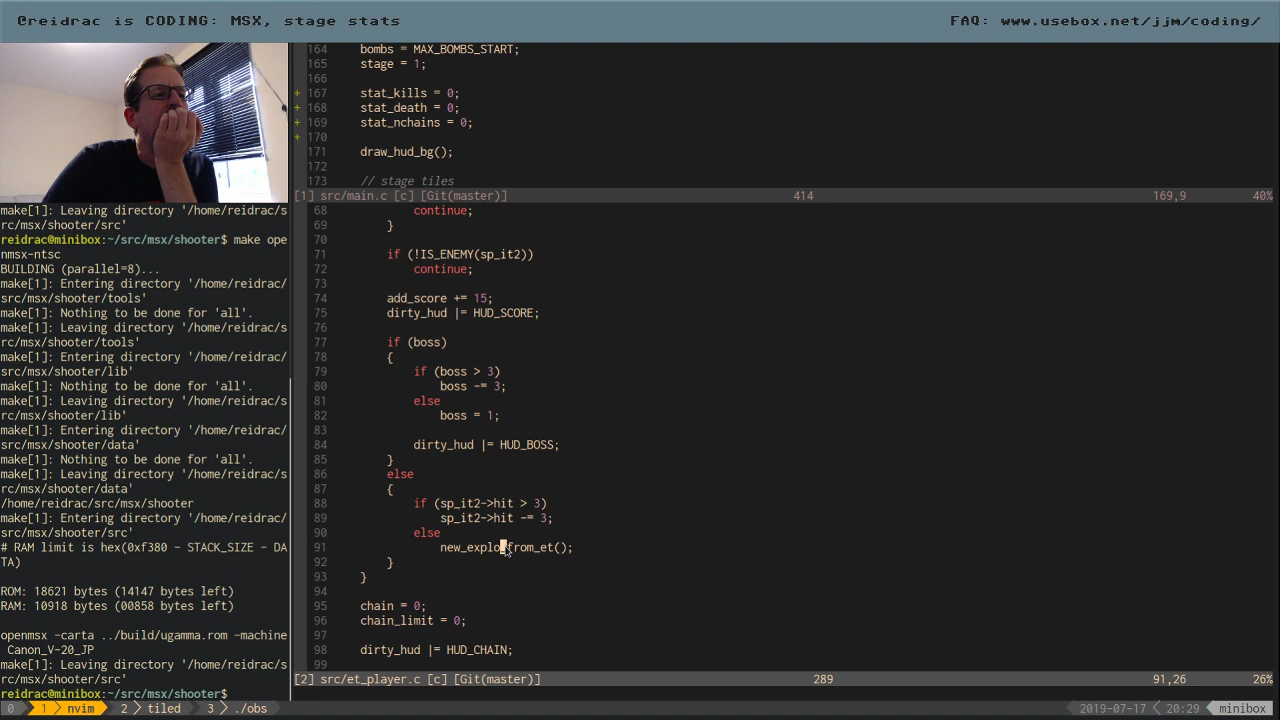 @reidrac is CODING: MSX, stage stats
FAQ: www.usebox.net/jjm/coding/
make[1]: Leaving directory '/home/reidrac/s
rc/msx/shooter/src'
reidrac@minibox:~/src/msx/shooter$ make ope
nmsx-ntsc
BUILDING (parallel=8)...
make[1]: Entering directory '/home/reidrac/
src/msx/shooter/tools'
make[1]: Nothing to be done for 'all'.
make[1]: Leaving directory '/home/reidrac/s
rc/msx/shooter/tools'
make[1]: Entering directory '/home/reidrac/
src/msx/shooter/lib'
make[1]: Nothing to be done for 'all'.
make[1]: Leaving directory '/home/reidrac/s
rc/msx/shooter/lib'
make[1]: Entering directory '/home/reidrac/
src/msx/shooter/data'
make[1]: Nothing to be done for 'all'.
make[1]: Leaving directory '/home/reidrac/s
rc/msx/shooter/data'
/home/reidrac/src/msx/shooter
make[1]: Entering directory '/home/reidrac/
src/msx/shooter/src'
# RAM limit is hex(0xf380 - STACK_SIZE - DA
TA)
ROM: 18621 bytes (14147 bytes left)
RAM: 10918 bytes (00858 bytes left)
openmsx -carta ../build/ugamma.rom -machine
 Canon_V-20_JP
make[1]: Leaving directory '/home/reidrac/s
rc/msx/shooter/src'
reidrac@minibox:~/src/msx/shooter$
164 bombs = MAX_BOMBS_START;
165 stage = 1;
166
+ 167 stat_kills = 0;
+ 168 stat_death = 0;
+ 169 stat_nchains = 0;
+ 170
171 draw_hud_bg();
172
173 // stage tiles
[1] src/main.c [c] [Git(master)] 414 169,9 40%
68 continue;
69 }
70
71 if (!IS_ENEMY(sp_it2))
72 continue;
73
74 add_score += 15;
75 dirty_hud |= HUD_SCORE;
76
77 if (boss)
78 {
79 if (boss > 3)
80 boss -= 3;
81 else
82 boss = 1;
83
84 dirty_hud |= HUD_BOSS;
85 }
86 else
87 {
88 if (sp_it2->hit > 3)
89 sp_it2->hit -= 3;
90 else
91 new_explo_from_et();
92 }
93 }
94
95 chain = 0;
96 chain_limit = 0;
97
98 dirty_hud |= HUD_CHAIN;
99
[2] src/et_player.c [c] [Git(master)] 289 91,26 26%
0 1 nvim 2 tiled 3 ./obs 2019-07-17 20:29 minibox